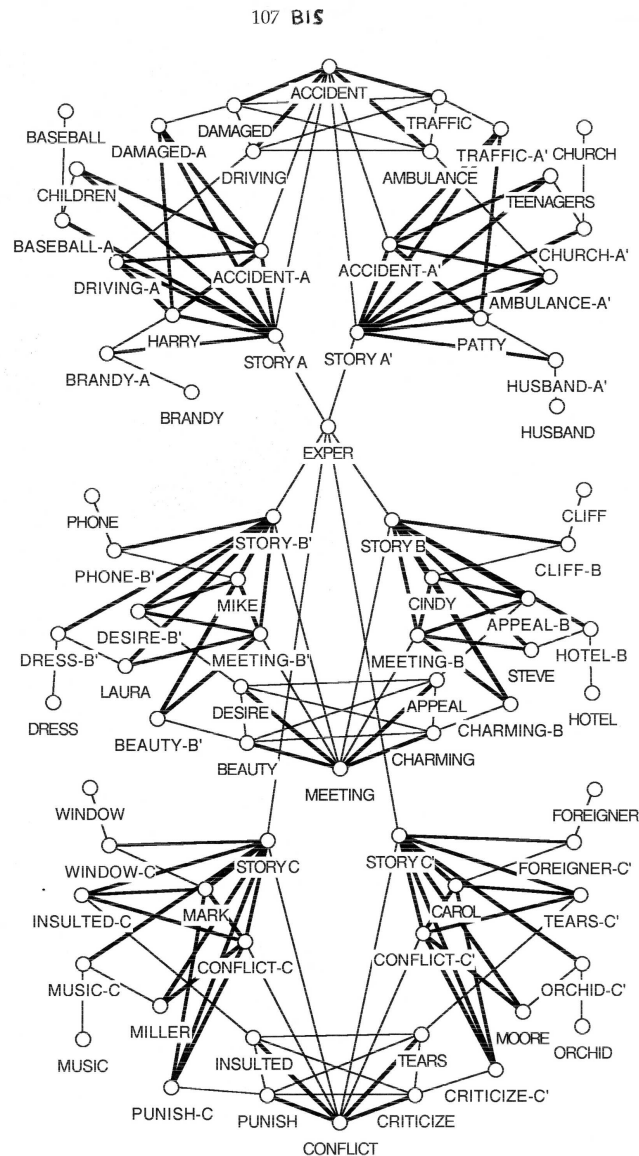 107 BIS
ACCIDENT
DAMAGED
TRAFFIC
BASEBALL
DAMAGED-A
TRAFFIC-A'
CHURCH
DRIVING
AMBULANCE
CHILDREN
TEENAGERS
BASEBALL-A
CHURCH-A'
ACCIDENT-A
ACCIDENT-A'
DRIVING-A
AMBULANCE-A'
HARRY
PATTY
STORY A
STORY A'
BRANDY-A
HUSBAND-A'
BRANDY
HUSBAND
EXPER
PHONE
CLIFF
STORY-B'
STORY B
PHONE-B'
CLIFF-B
MIKE
CINDY
DESIRE-B'
APPEAL-B
DRESS-B'
MEETING-B'
MEETING-B
HOTEL-B
LAURA
STEVE
DESIRE
APPEAL
DRESS
HOTEL
BEAUTY-B'
CHARMING-B
BEAUTY
CHARMING
MEETING
WINDOW
FOREIGNER
WINDOW-C
STORY C
STORY C'
FOREIGNER-C'
INSULTED-C
MARK
CAROL
TEARS-C'
CONFLICT-C
CONFLICT-C'
MUSIC-C
ORCHID-C'
MILLER
MOORE
MUSIC
ORCHID
INSULTED
TEARS
PUNISH-C
CRITICIZE-C'
PUNISH
CRITICIZE
CONFLICT